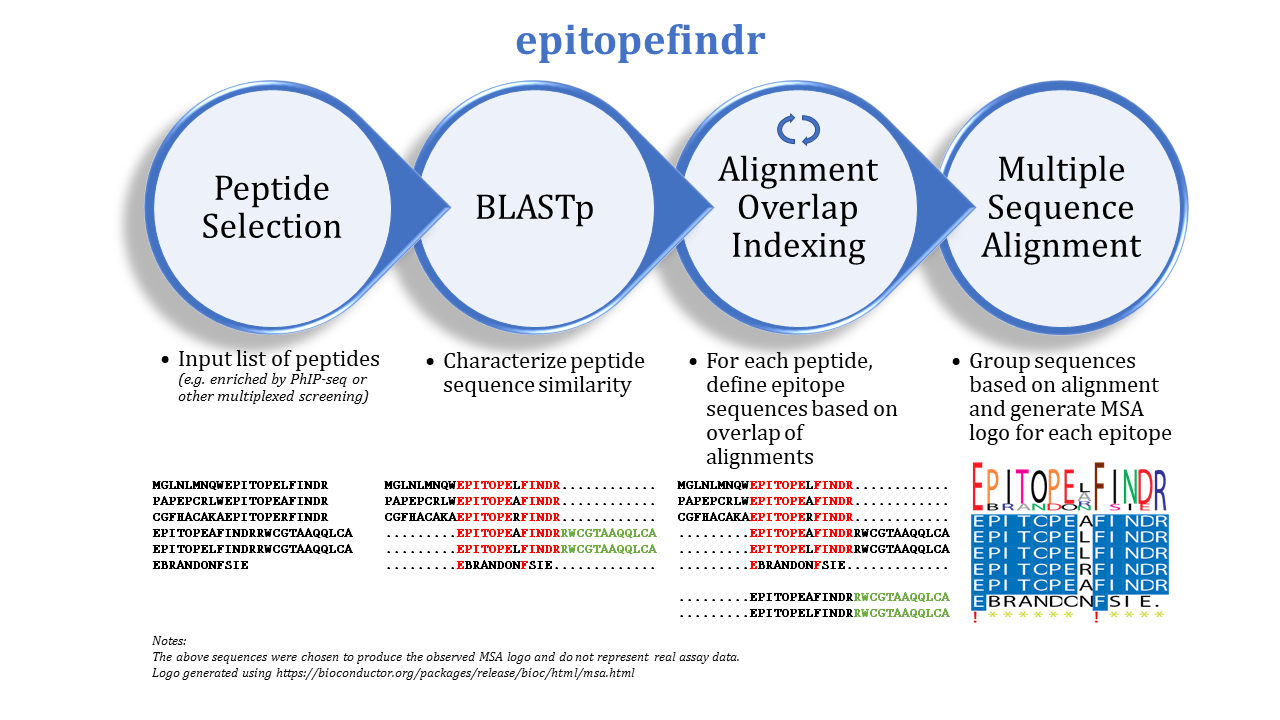 epitopefindr
Peptide
Selection
BLASTp
Alignment
Overlap
Indexing
Multiple
Sequence
Alignment
• Input list of peptides
(e.g. enriched by PhIP-seq or
other multiplexed screening)
• Characterize peptide
sequence similarity
• For each peptide,
define epitope
sequences based on
overlap of
alignments
• Group sequences
based on alignment
and generate MSA
logo for each epitope
MGLNLMNQWEPITOPELFINDR
PAPEPCRLWEPITOPEAFINDR
CGFHACAKAEPITOPERFINDR
EPITOPEAFINDRRWCGTAAQQLCA
EPITOPELFINDRRWCGTAAQQLCA
EBRANDONFSIE
MGLNLMNQWEPITOPELFINDR............
PAPEPCRLWEPITOPEAFINDR............
CGFHACAKAEPITOPERFINDR............
.........EPITOPEAFINDRRWCGTAAQQLCA
.........EPITOPELFINDRRWCGTAAQQLCA
.........EBRANDONFSIE.............
MGLNLMNQWEPITOPELFINDR............
PAPEPCRLWEPITOPEAFINDR............
CGFHACAKAEPITOPERFINDR............
.........EPITOPEAFINDRRWCGTAAQQLCA
.........EPITOPELFINDRRWCGTAAQQLCA
.........EBRANDONFSIE.............
.........EPITOPEAFINDRRWCGTAAQQLCA
.........EPITOPELFINDRRWCGTAAQQLCA
EPITOPE FINDR
EPITCPEAFINDR
EPITCPELFINDR
EPITCPELFINDR
EPITCPERFINDR
EPITCPEAFINDR
EBRANDCNFSIE.
! * * * * * * ! * * * *
Notes:
The above sequences were chosen to produce the observed MSA logo and do not represent real assay data.
Logo generated using https://bioconductor.org/packages/release/bioc/html/msa.html